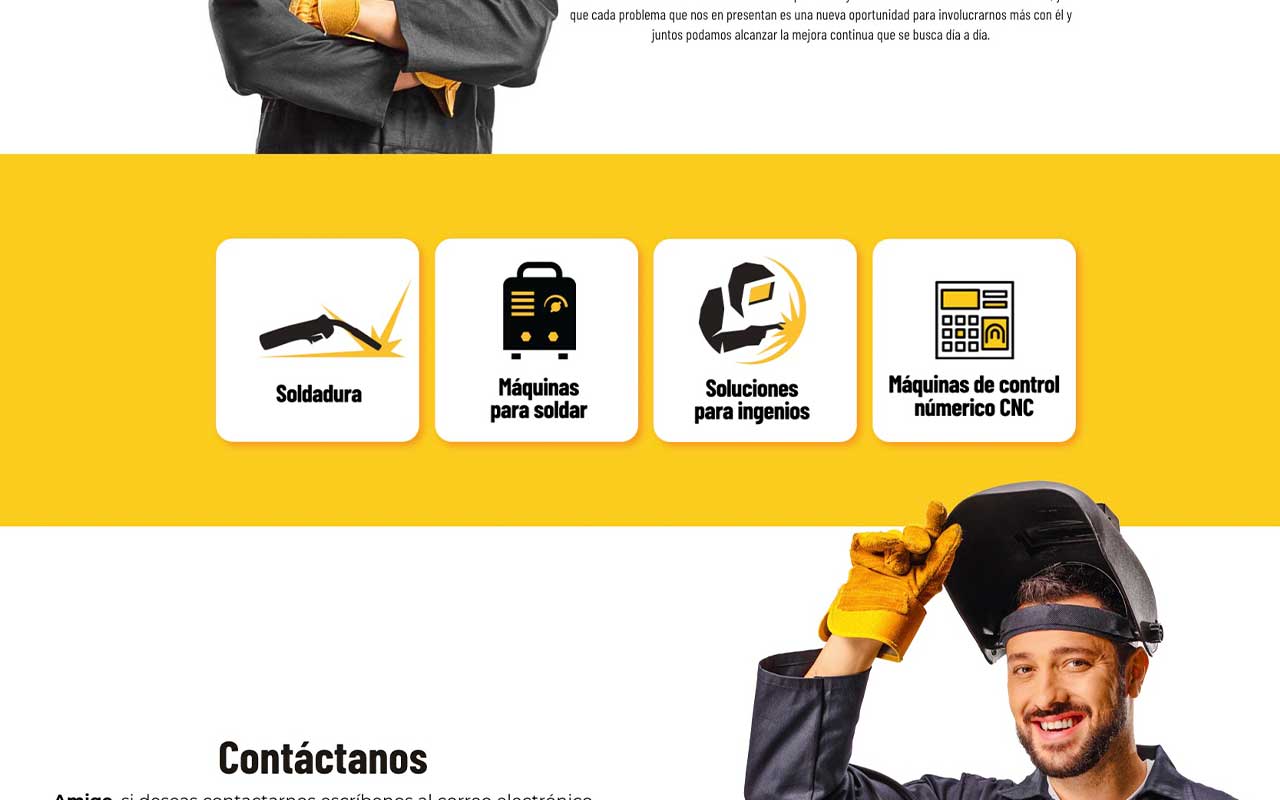 que cada problema que nos en presentan es una nueva oportunidad para involucrarnos más con él y
juntos podamos alcanzar la mejora continua que se busca día a día.
Soldadura
Máquinas
para soldar
Soluciones
para ingenios
Máquinas de control
númerico CNC
Contáctanos
Amigo, si deseas contactarnos escríbenos al correo electrónico